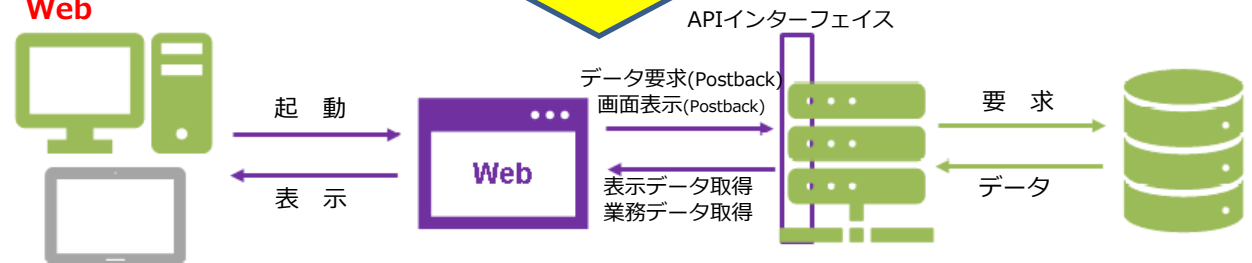 Web
APIインターフェイス
データ要求(Postback)
画面表示(Postback)
起 動
要 求
Web
表 示
表示データ取得
業務データ取得
データ